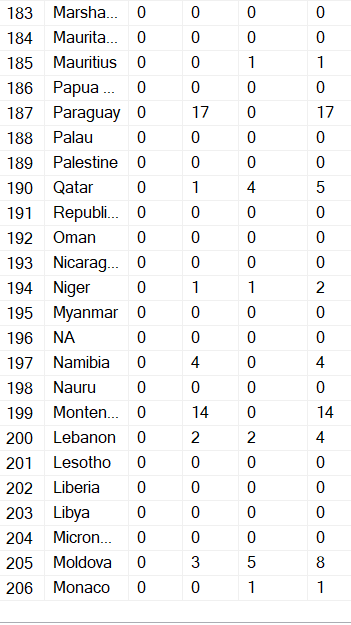 183 Marsha... 0 0 0 0
184 Maurita... 0 0 0 0
185 Mauritius 0 0 1 1
186 Papua ... 0 0 0 0
187 Paraguay 0 17 0 17
188 Palau 0 0 0 0
189 Palestine 0 0 0 0
190 Qatar 0 1 4 5
191 Republi... 0 0 0 0
192 Oman 0 0 0 0
193 Nicarag... 0 0 0 0
194 Niger 0 1 1 2
195 Myanmar 0 0 0 0
196 NA 0 0 0 0
197 Namibia 0 4 0 4
198 Nauru 0 0 0 0
199 Monten... 0 14 0 14
200 Lebanon 0 2 2 4
201 Lesotho 0 0 0 0
202 Liberia 0 0 0 0
203 Libya 0 0 0 0
204 Micron... 0 0 0 0
205 Moldova 0 3 5 8
206 Monaco 0 0 1 1